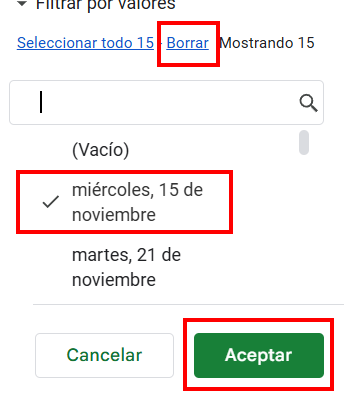 Filtrar por valores
Seleccionar todo 15 - Borrar Mostrando 15
(Vacío)
miércoles, 15 de
noviembre
martes, 21 de
noviembre
Cancelar Aceptar